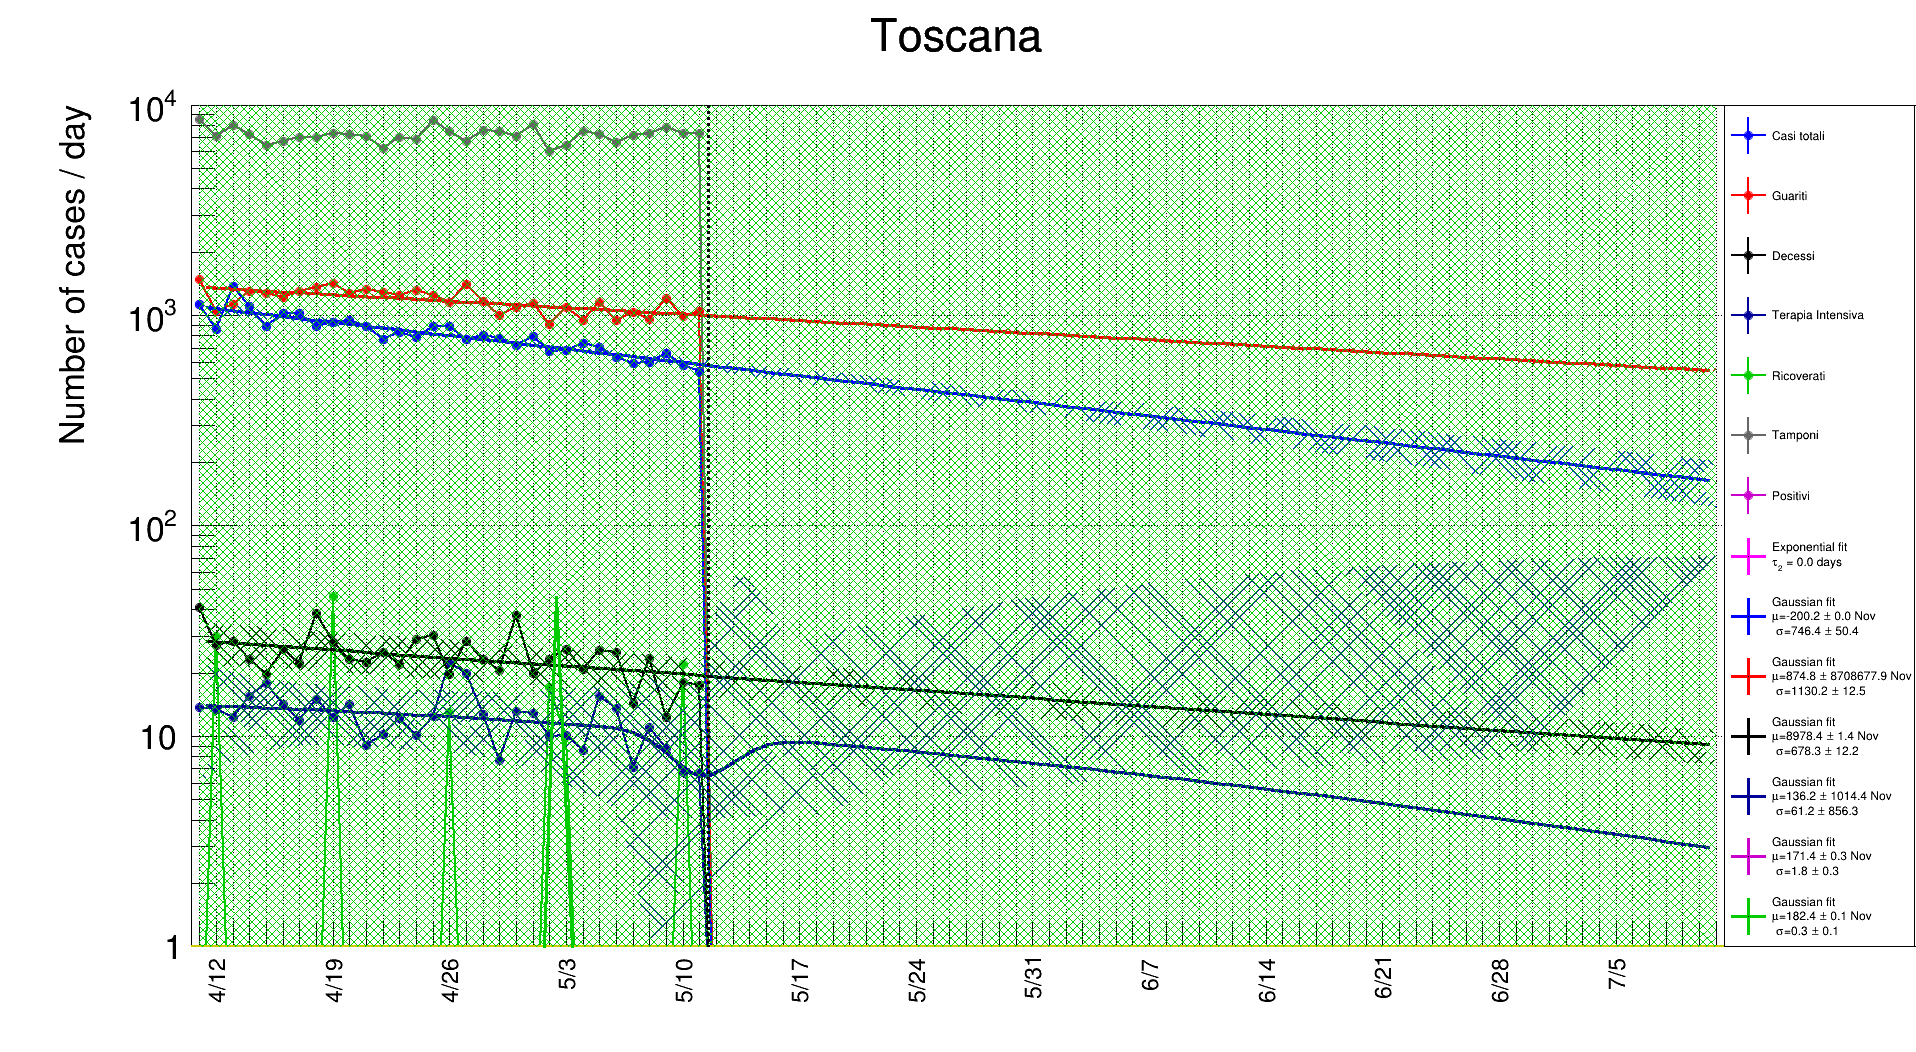 Toscana
Number of cases / day
10⁴
10³
10²
10
1
4/12
4/19
4/26
5/3
5/10
5/17
5/24
5/31
6/7
6/14
6/21
6/28
7/5
Casi totali
Guariti
Decessi
Terapia Intensiva
Ricoverati
Tamponi
Positivi
Exponential fit
τ₂ = 0.0 days
Gaussian fit
μ=-200.2 ± 0.0 Nov
σ=746.4 ± 50.4
Gaussian fit
μ=874.8 ± 8708677.9 Nov
σ=1130.2 ± 12.5
Gaussian fit
μ=8978.4 ± 1.4 Nov
σ=678.3 ± 12.2
Gaussian fit
μ=136.2 ± 1014.4 Nov
σ=61.2 ± 856.3
Gaussian fit
μ=171.4 ± 0.3 Nov
σ=1.8 ± 0.3
Gaussian fit
μ=182.4 ± 0.1 Nov
σ=0.3 ± 0.1